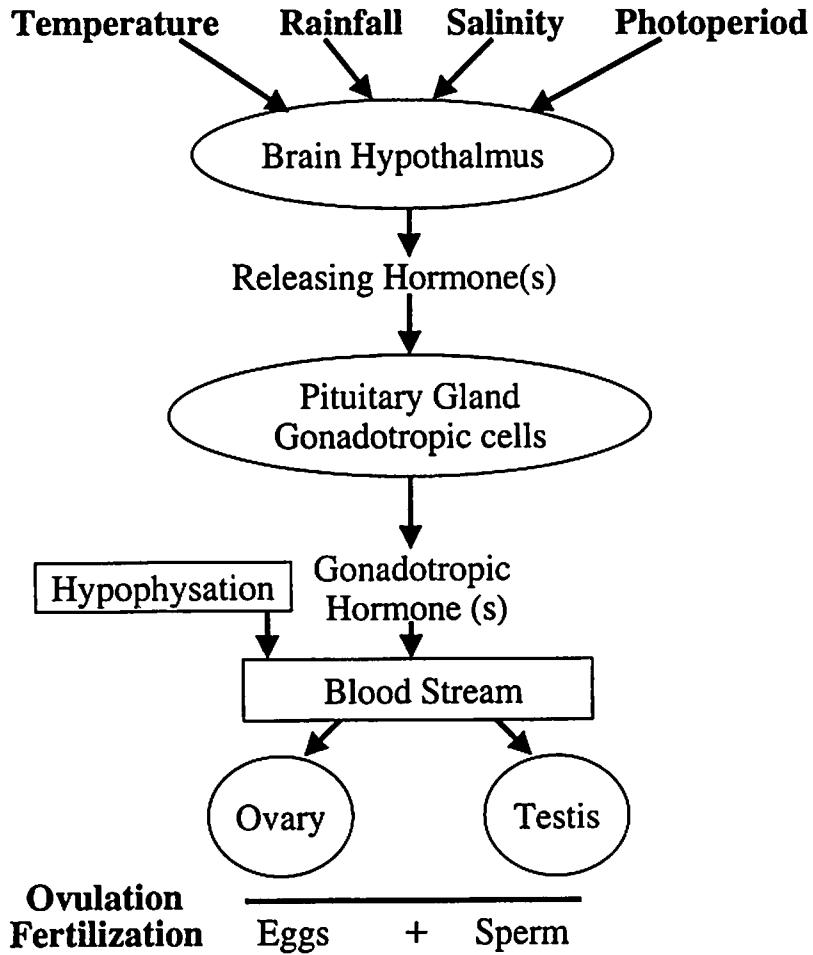 Temperature Rainfall Salinity Photoperiod
Brain Hypothalmus
Releasing Hormone(s)
Pituitary Gland
Gonadotropic cells
Hypophysation
Gonadotropic
Hormone (s)
Blood Stream
Ovary
Testis
Ovulation
Fertilization
Eggs + Sperm